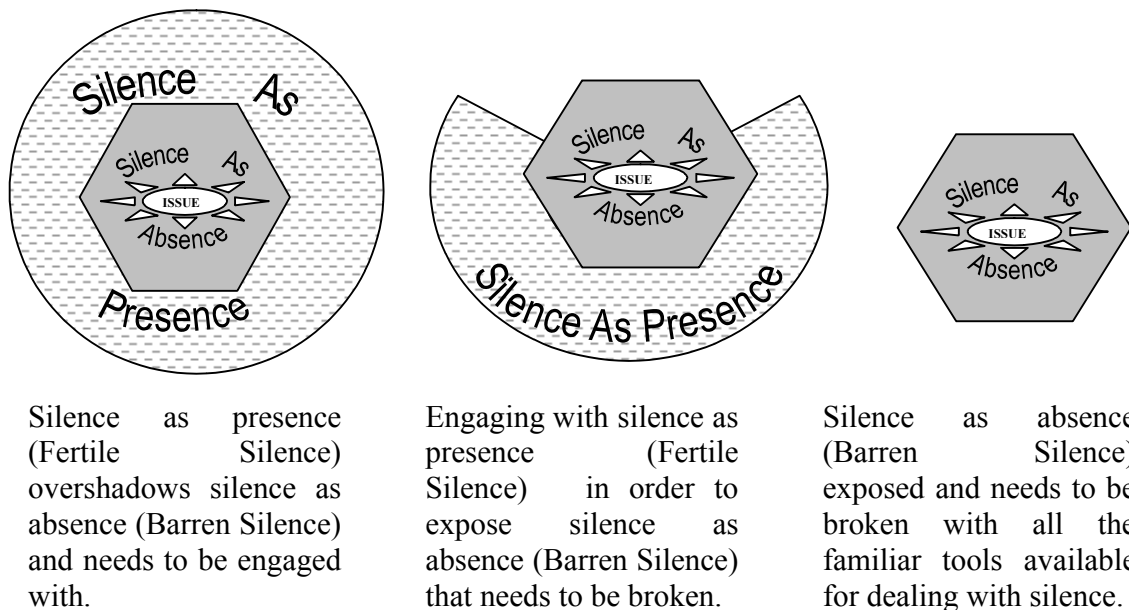 Silence As
Silence As
ISSUE
Absence
Presence
Silence As
ISSUE
Absence
Silence As Presence
Silence As
ISSUE
Absence
Silence as presence
(Fertile Silence)
overshadows silence as
absence (Barren Silence)
and needs to be engaged
with.
Engaging with silence as
presence (Fertile
Silence) in order to
expose silence as
absence (Barren Silence)
that needs to be broken.
Silence as absence
(Barren Silence)
exposed and needs to be
broken with all the
familiar tools available
for dealing with silence.